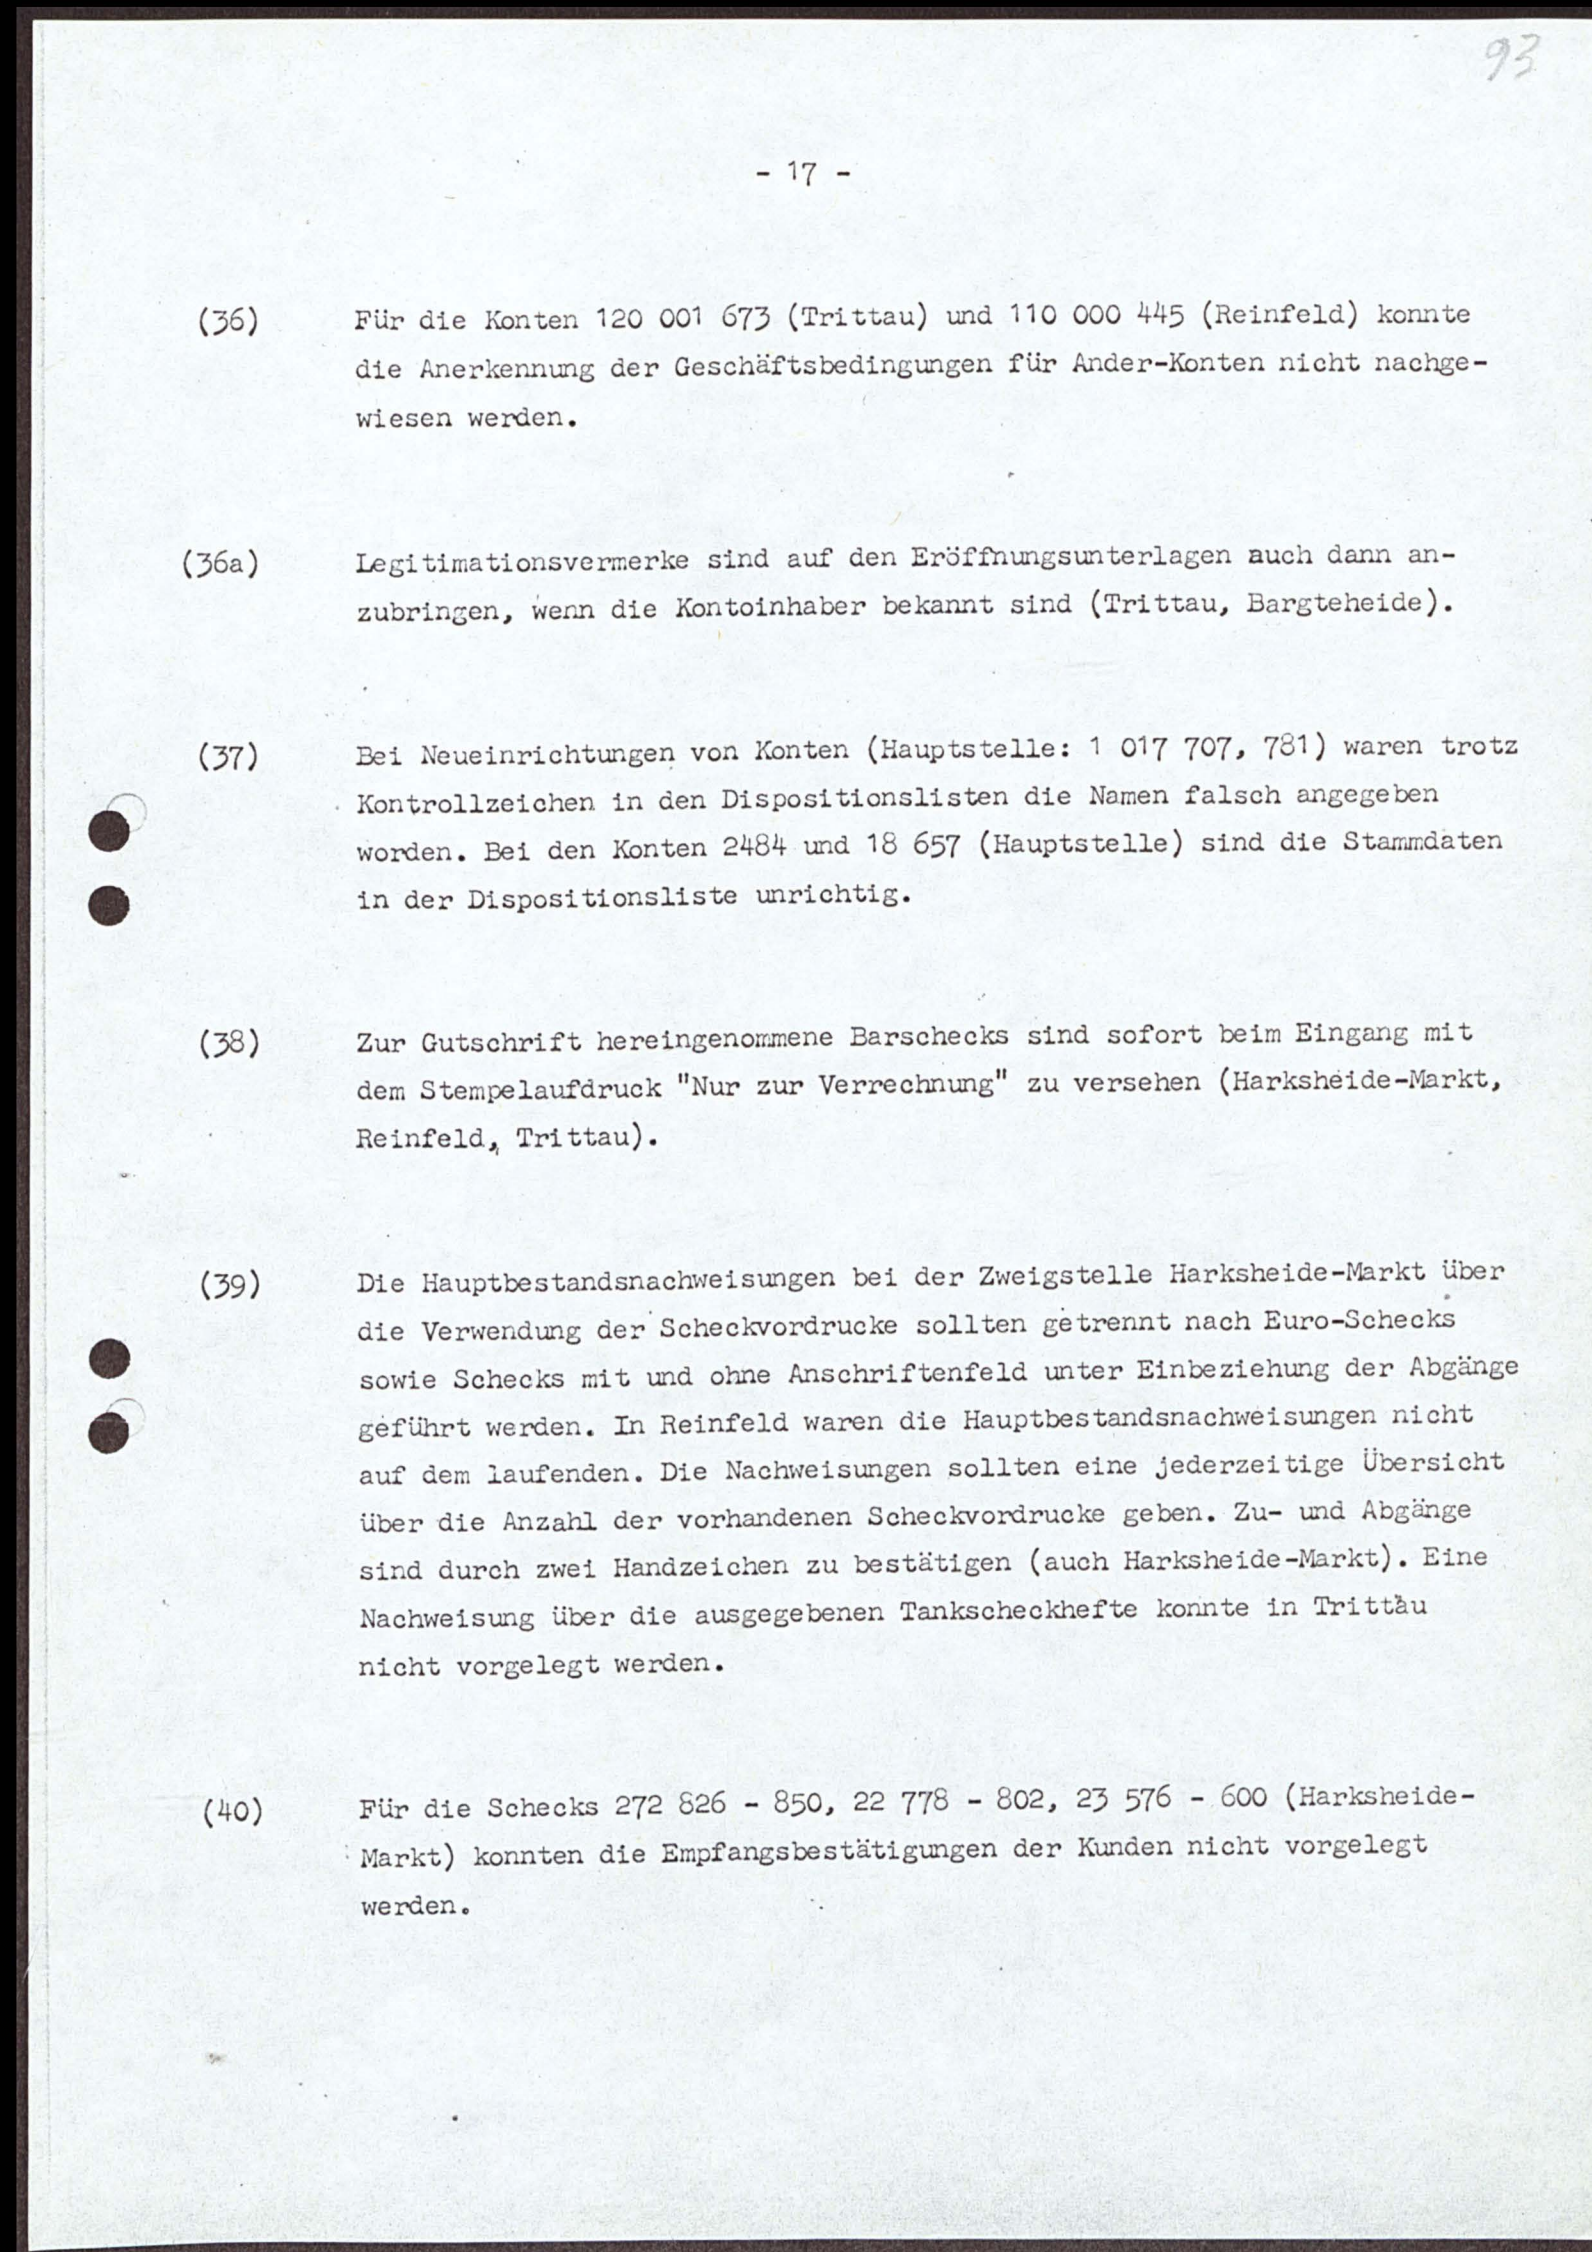 93
- 17 -
(36) Für die Konten 120 001 673 (Trittau) und 110 000 445 (Reinfeld) konnte
die Anerkennung der Geschäftsbedingungen für Ander-Konten nicht nachge-
wiesen werden.
(36a) Legitimationsvermerke sind auf den Eröffnungsunterlagen auch dann an-
zubringen, wenn die Kontoinhaber bekannt sind (Trittau, Bargteheide).
(37) Bei Neueinrichtungen von Konten (Hauptstelle: 1 017 707, 781) waren trotz
Kontrollzeichen in den Dispositionslisten die Namen falsch angegeben
worden. Bei den Konten 2484 und 18 657 (Hauptstelle) sind die Stammdaten
in der Dispositionsliste unrichtig.
(38) Zur Gutschrift hereingenommene Barschecks sind sofort beim Eingang mit
dem Stempelaufdruck "Nur zur Verrechnung" zu versehen (Harksheide-Markt,
Reinfeld, Trittau).
(39) Die Hauptbestandsnachweisungen bei der Zweigstelle Harksheide-Markt über
die Verwendung der Scheckvordrucke sollten getrennt nach Euro-Schecks
sowie Schecks mit und ohne Anschriftenfeld unter Einbeziehung der Abgänge
geführt werden. In Reinfeld waren die Hauptbestandsnachweisungen nicht
auf dem laufenden. Die Nachweisungen sollten eine jederzeitige Übersicht
über die Anzahl der vorhandenen Scheckvordrucke geben. Zu- und Abgänge
sind durch zwei Handzeichen zu bestätigen (auch Harksheide-Markt). Eine
Nachweisung über die ausgegebenen Tankscheckhefte konnte in Trittau
nicht vorgelegt werden.
(40) Für die Schecks 272 826 - 850, 22 778 - 802, 23 576 - 600 (Harksheide-
Markt) konnten die Empfangsbestätigungen der Kunden nicht vorgelegt
werden.